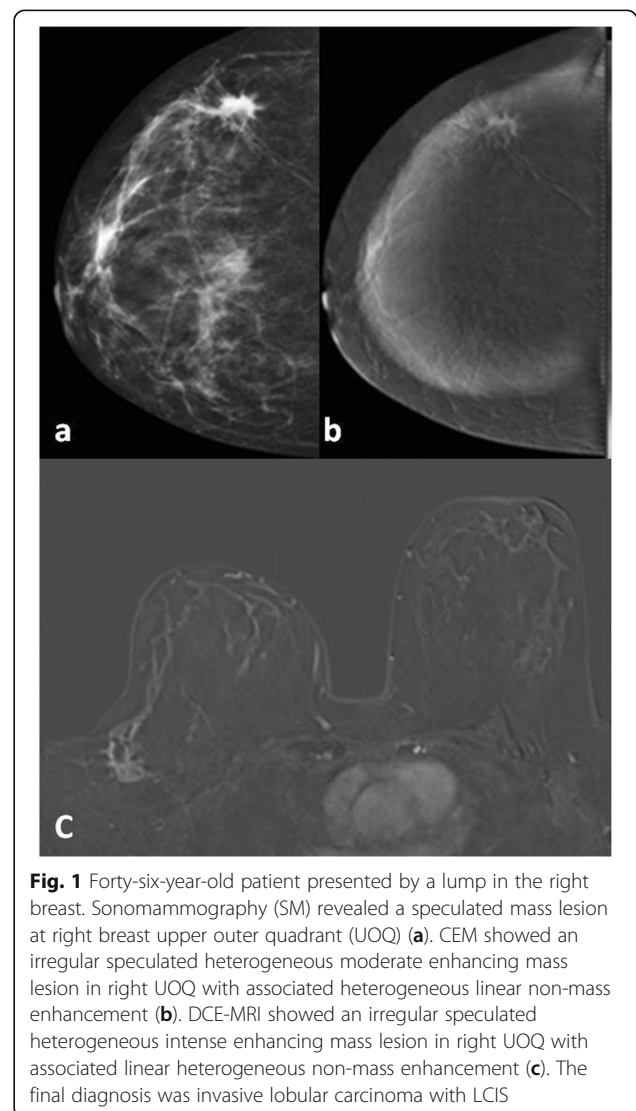 a
b
C
Fig. 1 Forty-six-year-old patient presented by a lump in the right
breast. Sonomammography (SM) revealed a speculated mass lesion
at right breast upper outer quadrant (UOQ) (a). CEM showed an
irregular speculated heterogeneous moderate enhancing mass
lesion in right UOQ with associated heterogeneous linear non-mass
enhancement (b). DCE-MRI showed an irregular speculated
heterogeneous intense enhancing mass lesion in right UOQ with
associated linear heterogeneous non-mass enhancement (c). The
final diagnosis was invasive lobular carcinoma with LCIS